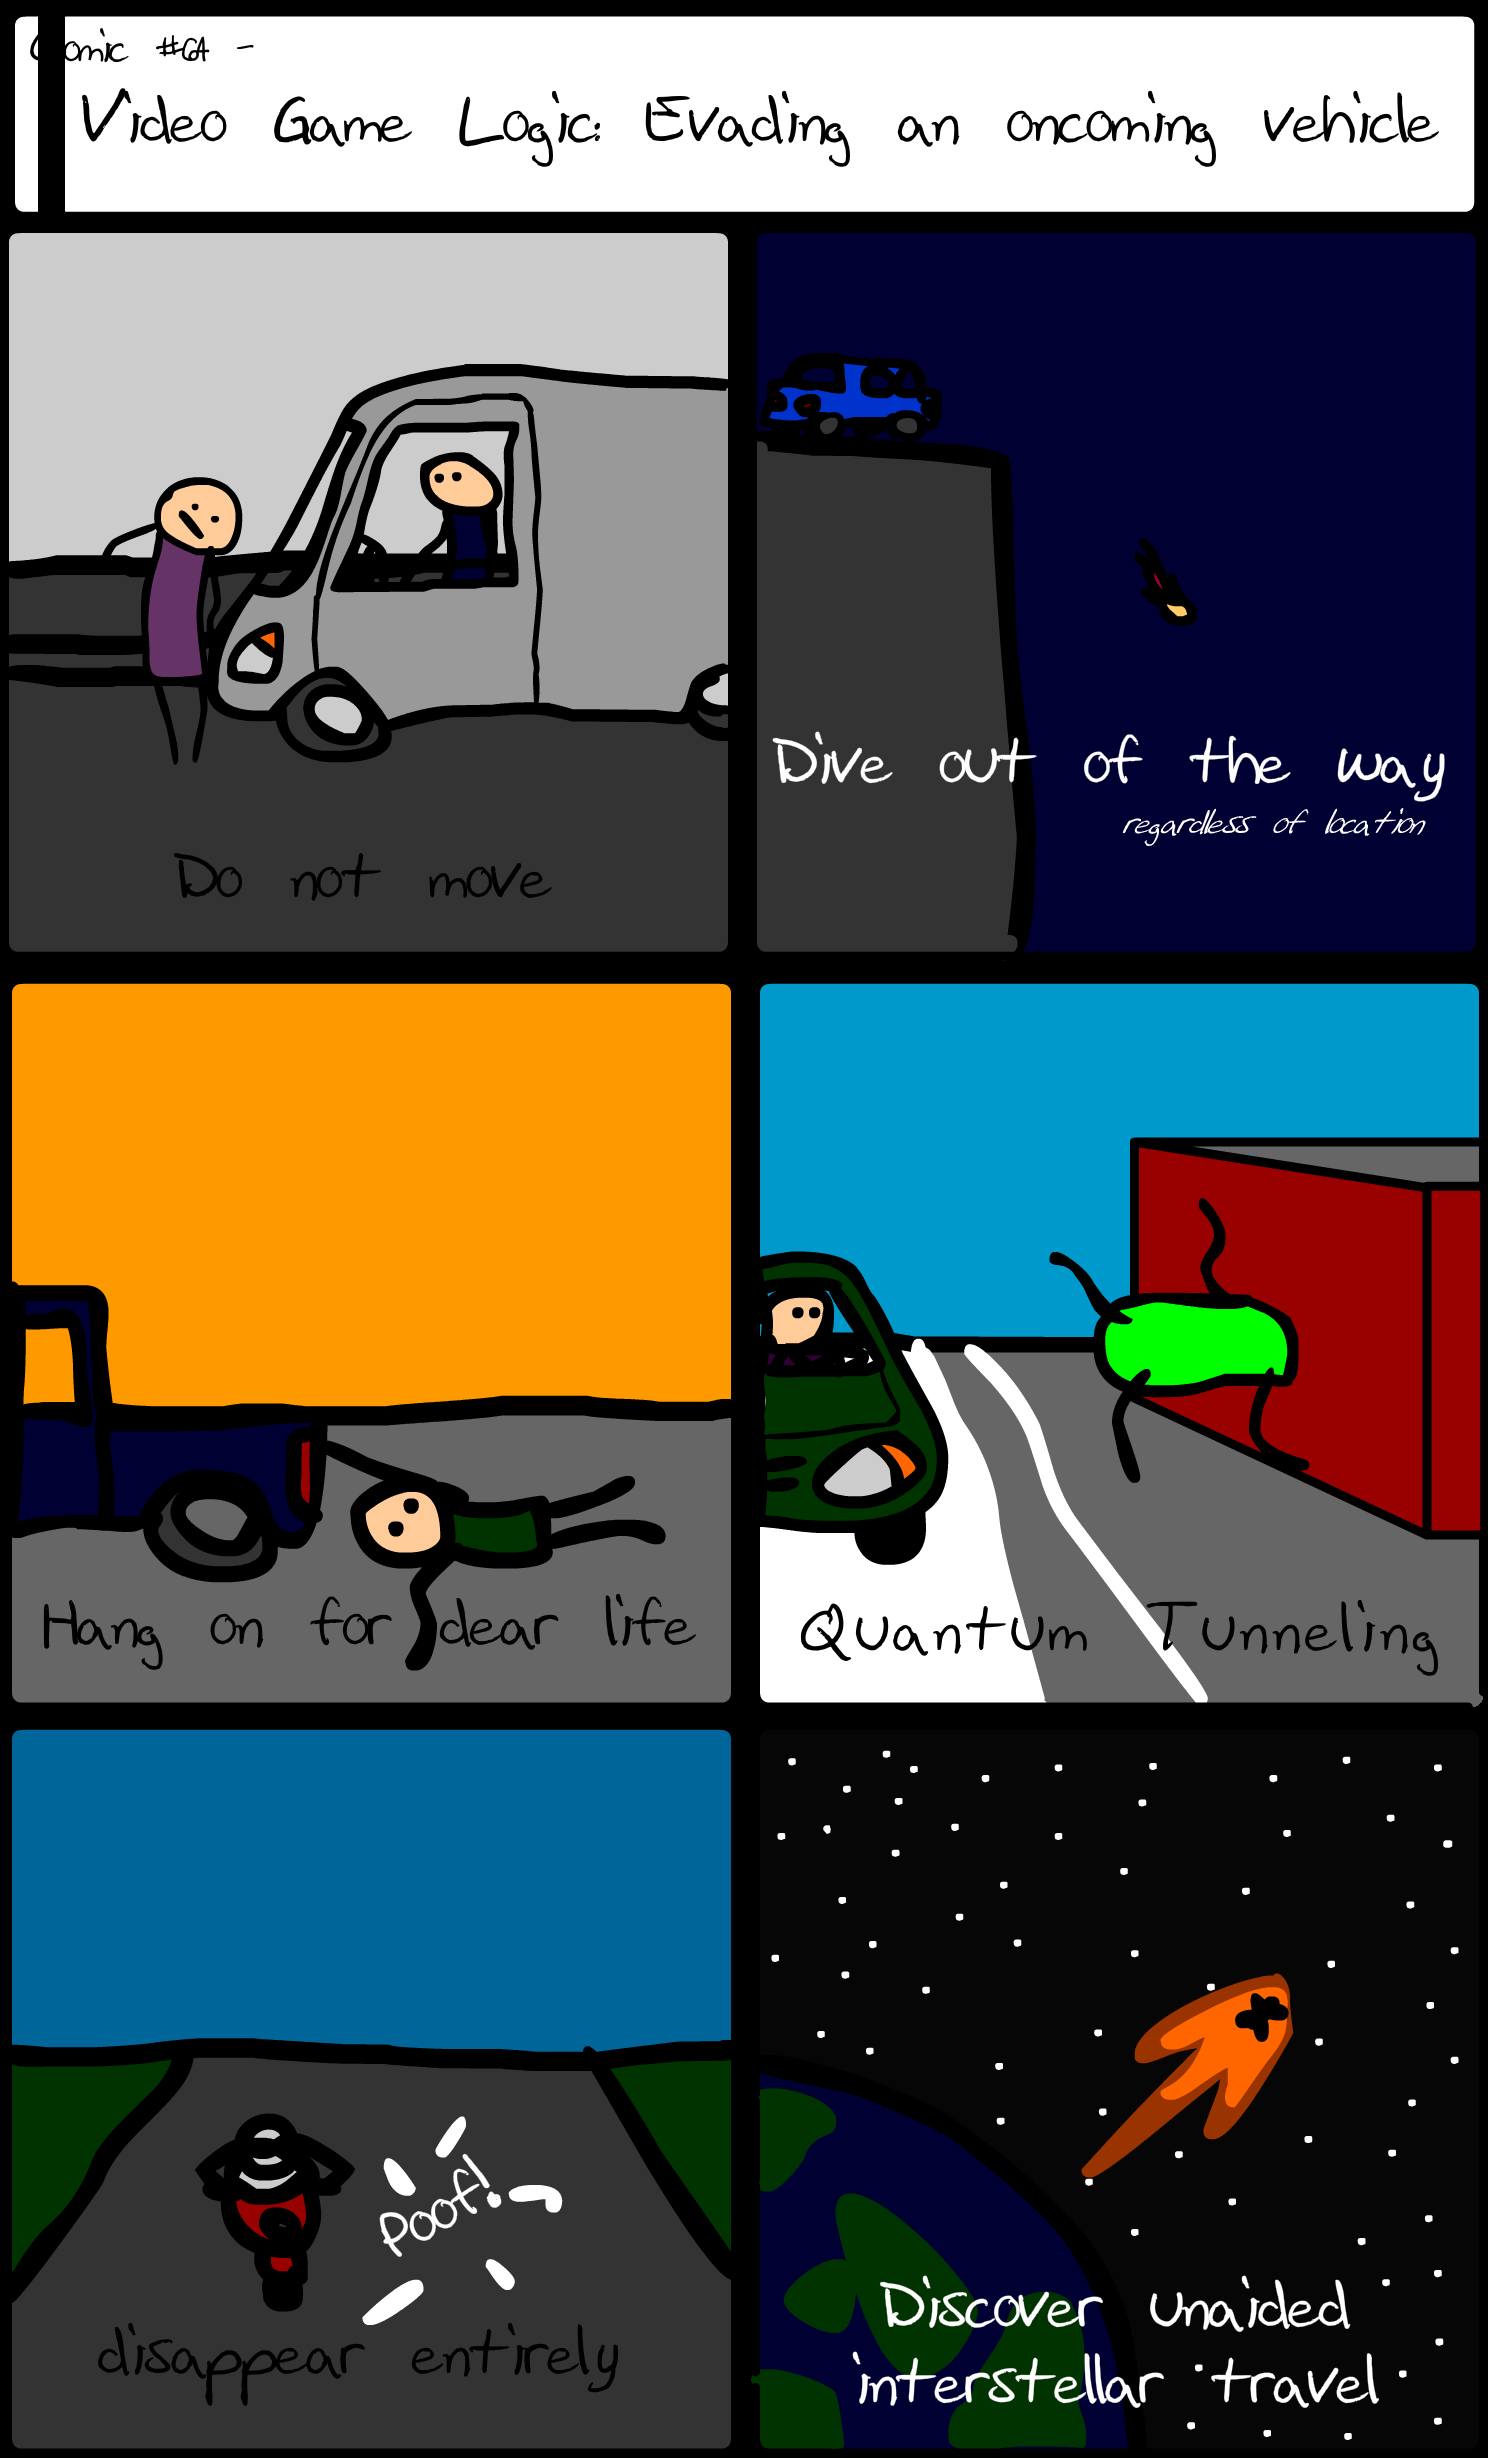 Comic #64 -
Video Game Logic: Evading an oncoming vehicle
Do not move
Dive out of the way
regardless of location
Hang on for dear life
Quantum Tunneling
Poof!
disappear entirely
Discover unaided
interstellar travel